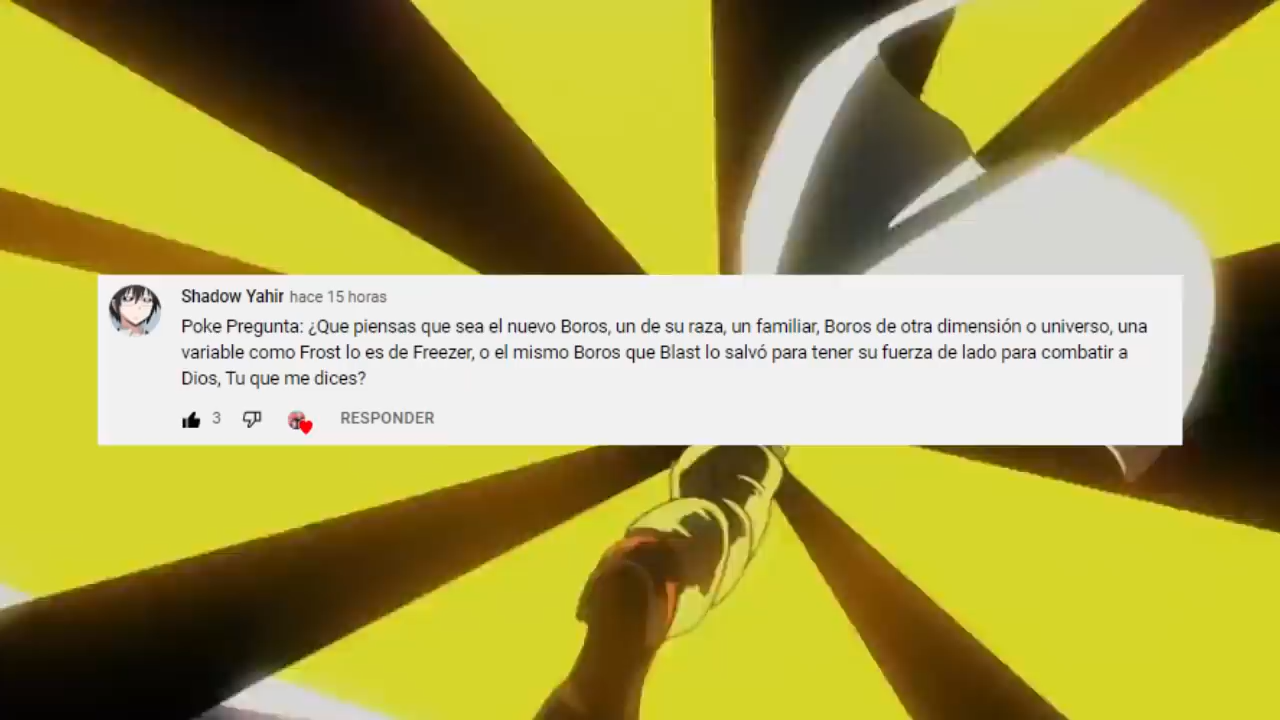 Shadow Yahir hace 15 horas
Poke Pregunta: ¿Que piensas que sea el nuevo Boros, un de su raza, un familiar, Boros de otra dimensión o universo, una
variable como Frost lo es de Freezer, o el mismo Boros que Blast lo salvó para tener su fuerza de lado para combatir a
Dios, Tu que me dices?
3 RESPONDER